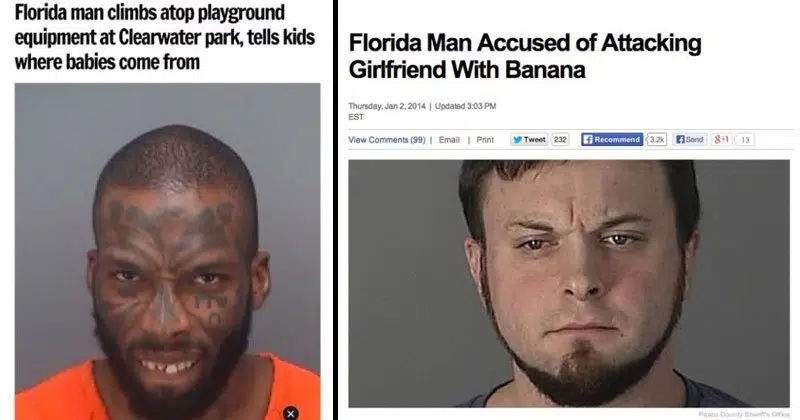 Florida man climbs atop playground
equipment at Clearwater park, tells kids
where babies come from
Florida Man Accused of Attacking
Girlfriend With Banana
Thursday, Jan 2, 2014 | Updated 3:03 PM
EST
View Comments (99) | Email | Print Tweet 232 Recommend 3.2k Send +1 13
County Sheriff's Office